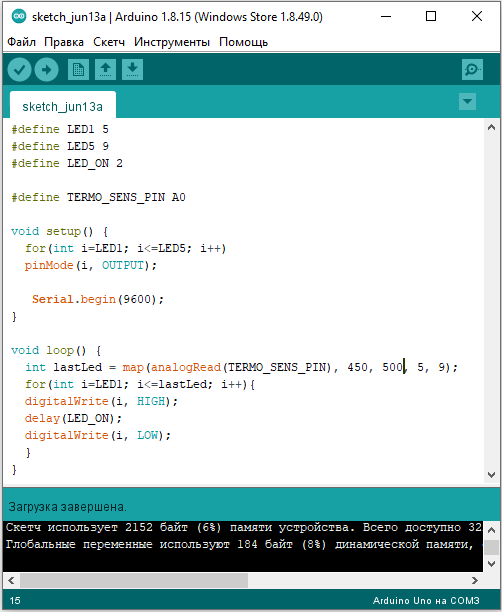 sketch_jun13a | Arduino 1.8.15 (Windows Store 1.8.49.0)
Файл Правка Скетч Инструменты Помощь
sketch_jun13a
#define LED1 5
#define LED5 9
#define LED_ON 2
#define TERMO_SENS_PIN A0
void setup() {
for(int i=LED1; i<=LED5; i++)
pinMode(i, OUTPUT);
Serial.begin(9600);
}
void loop() {
int lastLed = map(analogRead(TERMO_SENS_PIN), 450, 500, 5, 9);
for(int i=LED1; i<=lastLed; i++){
digitalWrite(i, HIGH);
delay(LED_ON);
digitalWrite(i, LOW);
}
}
Загрузка завершена.
Скетч использует 2152 байт (6%) памяти устройства. Всего доступно 32
Глобальные переменные используют 184 байт (8%) динамической памяти,
15 Arduino Uno на COM3